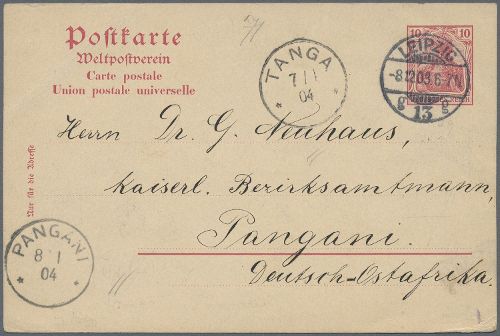 Postkarte
Weltpostverein
Carte postale
Union postale universelle
TANGA
7/1
04
* *
10 10
LEIPZIG
-8.12.03.6-7N.
g 13 g
Nur für die Adresse
Herrn Dr. G. Neuhaus,
Kaiserl. Bezirksamtmann,
Pangani.
Deutsch-Ostafrika.
PANGANI
8/1
04
* *